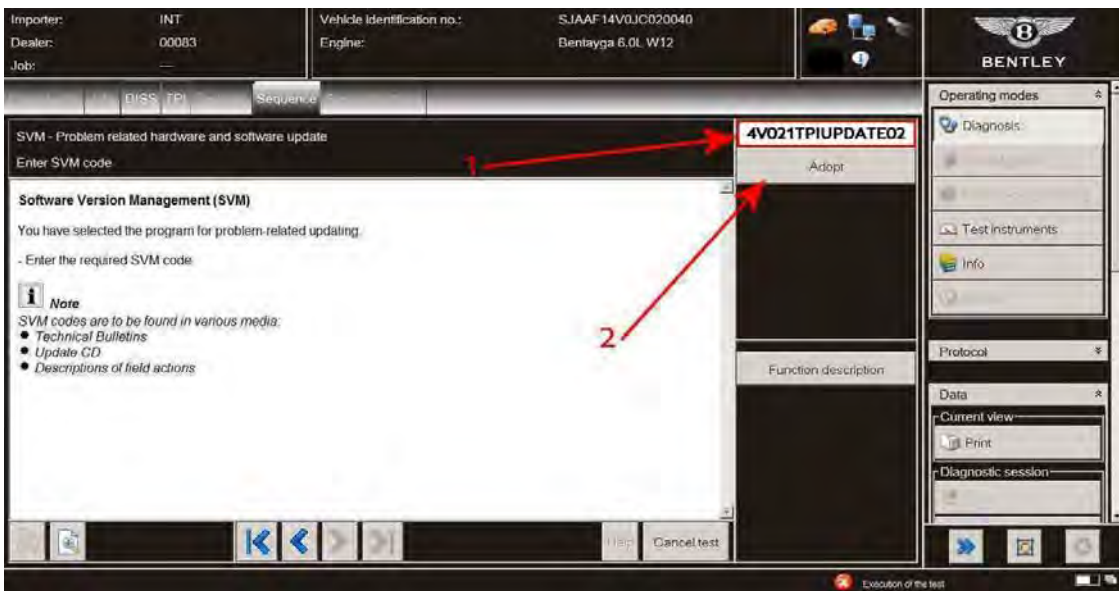 Importer: INT
Dealer: 00083
Job: ---
Vehicle identification no.: SJAAF14V0JC020040
Engine: Bentayga 6.0L W12
BENTLEY
DISS TPI Sequence
SVM - Problem related hardware and software update
Enter SVM code
1
4V021TPIUPDATE02
Adopt
Software Version Management (SVM)
You have selected the program for problem-related updating.
- Enter the required SVM code
Note
SVM codes are to be found in various media:
Technical Bulletins
Update CD
Descriptions of field actions
2
Function description
Help
Cancel test
Operating modes
Diagnosis
Test instruments
Info
Protocol
Data
Current view
Print
Diagnostic session
Execution of the test